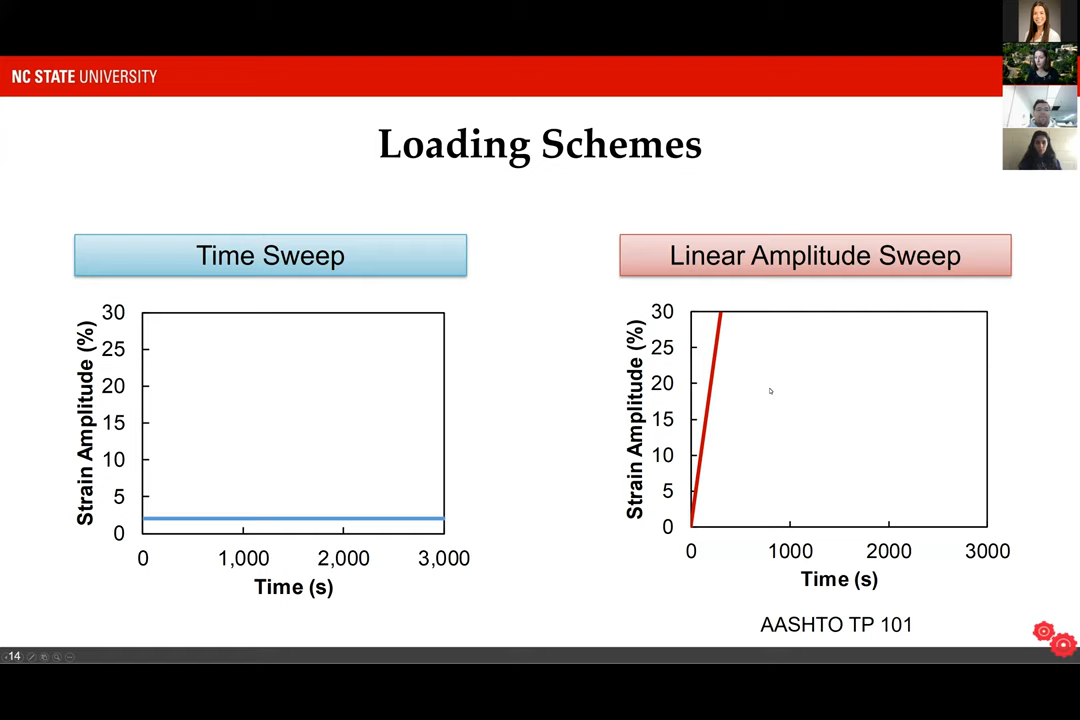 NC STATE UNIVERSITY
Loading Schemes
Time Sweep
30
25
20
15
10
5
0
Strain Amplitude (%)
0 1,000 2,000 3,000
Time (s)
Linear Amplitude Sweep
30
25
20
15
10
5
0
Strain Amplitude (%)
0 1000 2000 3000
Time (s)
AASHTO TP 101
14